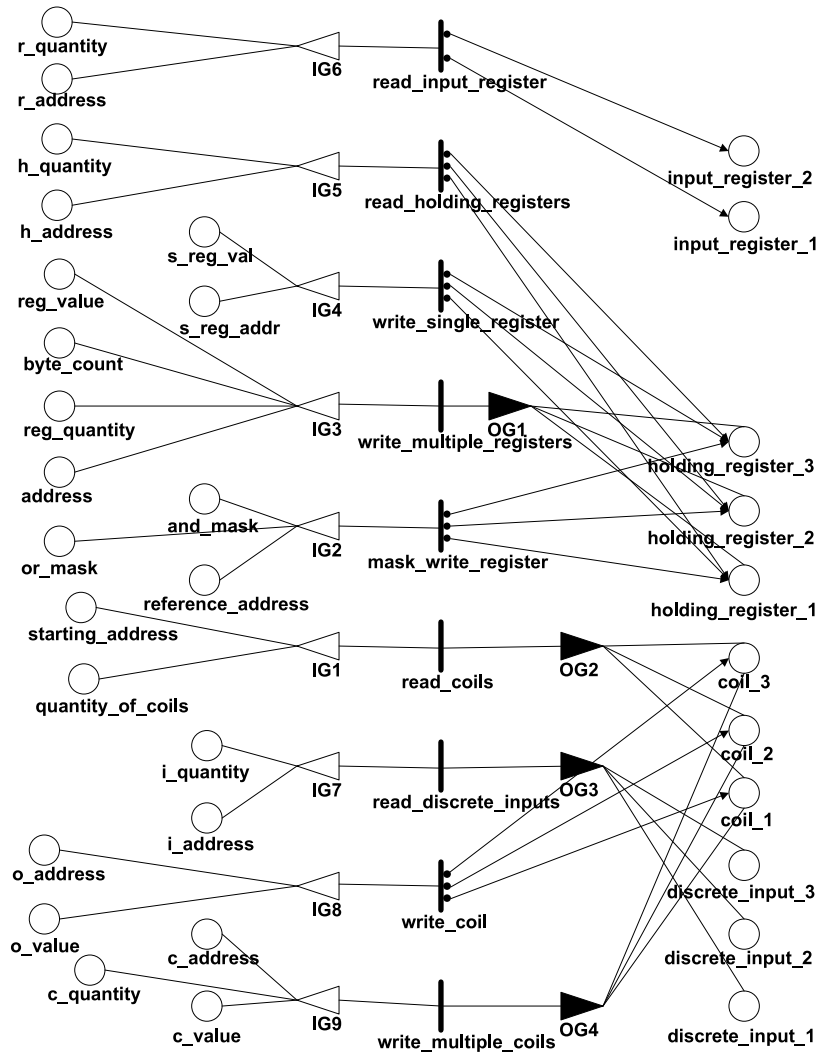 r_quantity
r_address
IG6
read_input_register
h_quantity
h_address
IG5
read_holding_registers
input_register_2
input_register_1
s_reg_val
s_reg_addr
IG4
write_single_register
reg_value
byte_count
reg_quantity
address
IG3
write_multiple_registers
OG1
holding_register_3
holding_register_2
holding_register_1
and_mask
or_mask
reference_address
IG2
mask_write_register
starting_address
quantity_of_coils
IG1
read_coils
OG2
coil_3
coil_2
coil_1
i_quantity
i_address
IG7
read_discrete_inputs
OG3
discrete_input_3
discrete_input_2
discrete_input_1
o_address
o_value
IG8
write_coil
c_address
c_quantity
c_value
IG9
write_multiple_coils
OG4